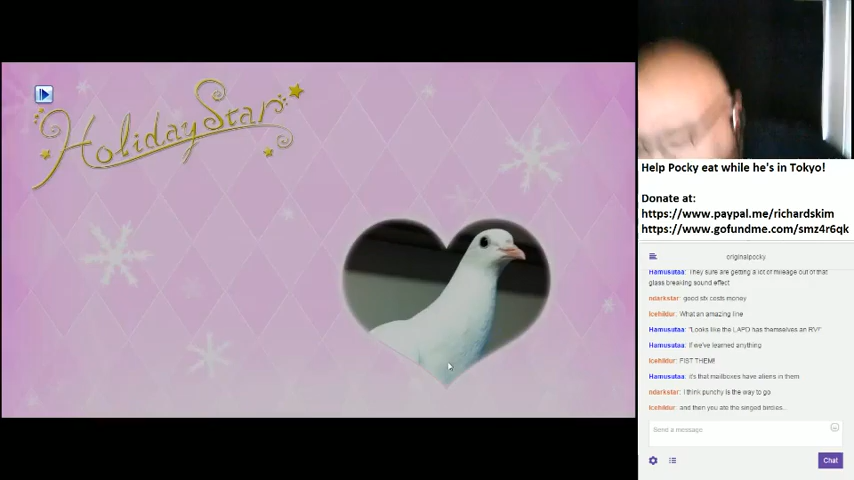 HolidayStar
Help Pocky eat while he's in Tokyo!
Donate at:
https://www.paypal.me/richardskim
https://www.gofundme.com/smz4r6qk
originalpocky
Hamusutaa: They sure are getting a lot of mileage out of that
glass breaking sound effect
ndarkstar: good sfx costs money
Icehildur: What an amazing line
Hamusutaa: "Looks like the LAPD has themselves an RV!"
Hamusutaa: If we've learned anything
Icehildur: FIST THEM!
Hamusutaa: it's that mailboxes have aliens in them
ndarkstar: I think punchy is the way to go
Icehildur: and then you ate the singed birdies...
Send a message
Chat